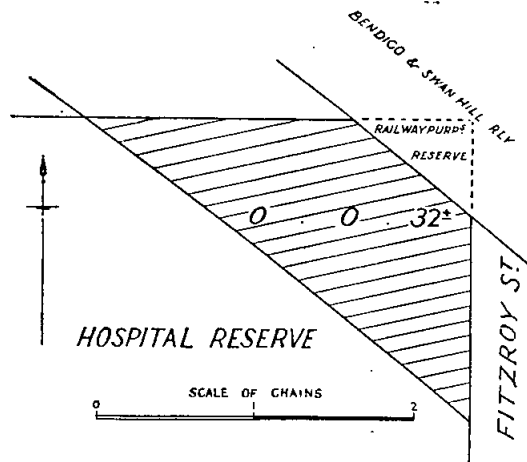 BENDIGO & SWAN HILL RLY
RAILWAY PURPS
RESERVE
0 . 0 . 32±
HOSPITAL RESERVE
FITZROY ST.
SCALE OF CHAINS
0 1 2